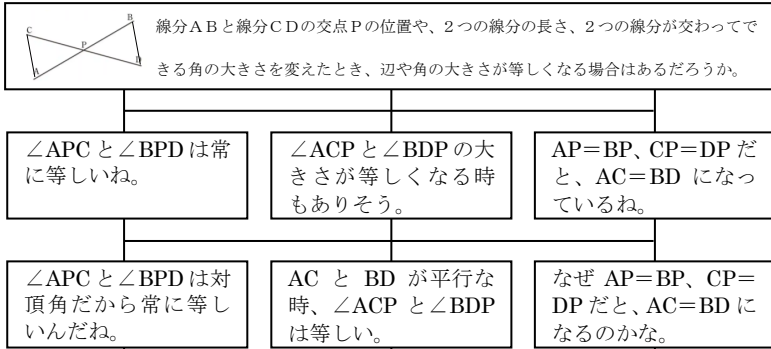 C
B
P
A
D
線分ABと線分CDの交点Pの位置や、2つの線分の長さ、2つの線分が交わってで
きる角の大きさを変えたとき、辺や角の大きさが等しくなる場合はあるだろうか。
∠APCと∠BPDは常
に等しいね。
∠ACPと∠BDPの大
きさが等しくなる時
もありそう。
AP=BP、CP=DPだ
と、AC=BDになっ
ているね。
∠APCと∠BPDは対
頂角だから常に等し
いんだね。
ACとBDが平行な
時、∠ACPと∠BDP
は等しい。
なぜAP=BP、CP=
DPだと、AC=BDに
なるのかな。